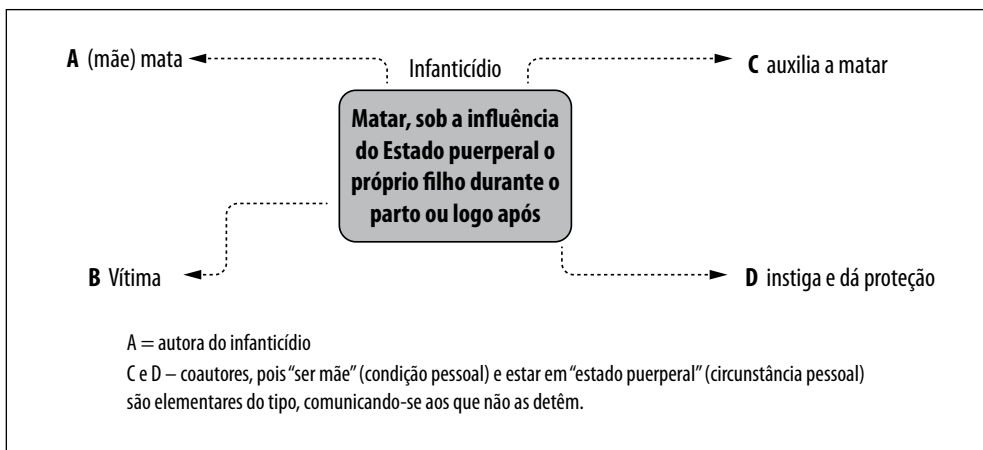 A (mãe) mata
Infanticídio
C auxilia a matar
Matar, sob a influência
do Estado puerperal o
próprio filho durante o
parto ou logo após
B Vítima
D instiga e dá proteção
A = autora do infanticídio
C e D – coautores, pois “ser mãe” (condição pessoal) e estar em “estado puerperal” (circunstância pessoal)
são elementares do tipo, comunicando-se aos que não as detêm.